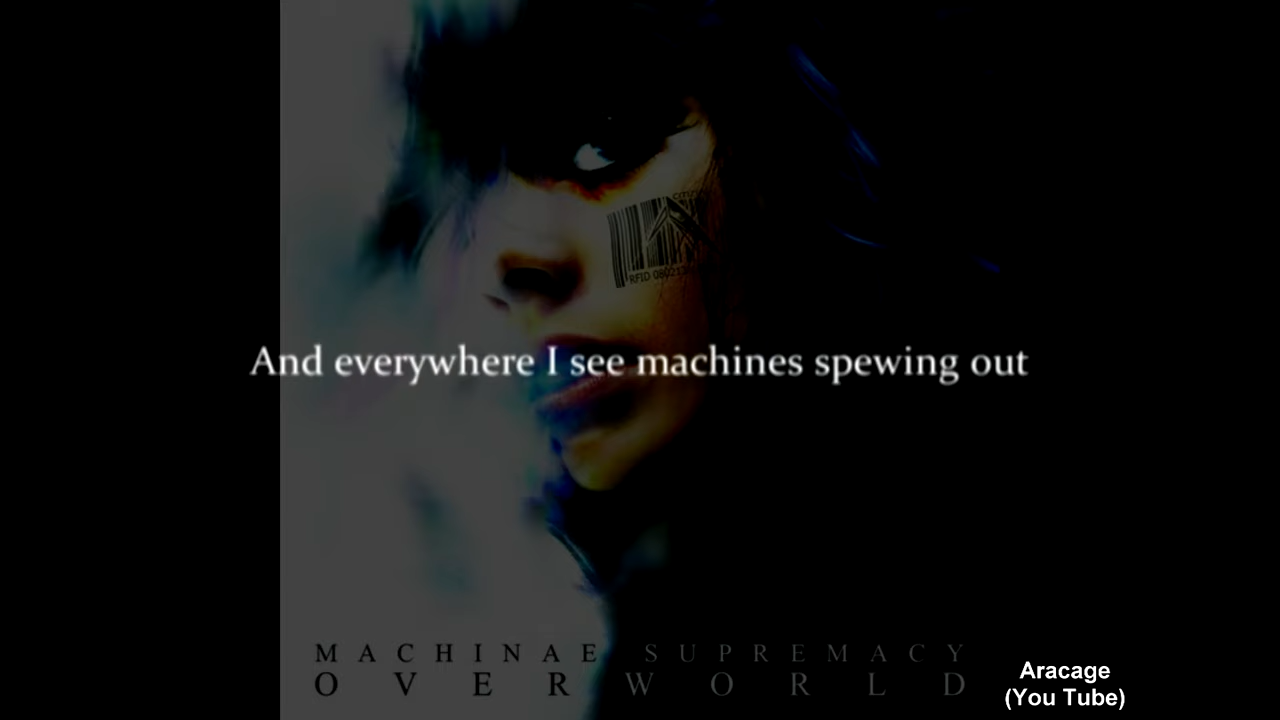 RFID
And everywhere I see machines spewing out
MACHINAE SUPREMACY
OVERWORLD
Aracage
(You Tube)